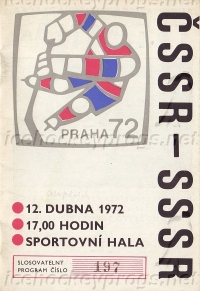 PRAHA 72
ČSSR – SSSR
12. DUBNA 1972
17,00 HODIN
SPORTOVNÍ HALA
SLOSOVATELNÝ
PROGRAM ČÍSLO
197